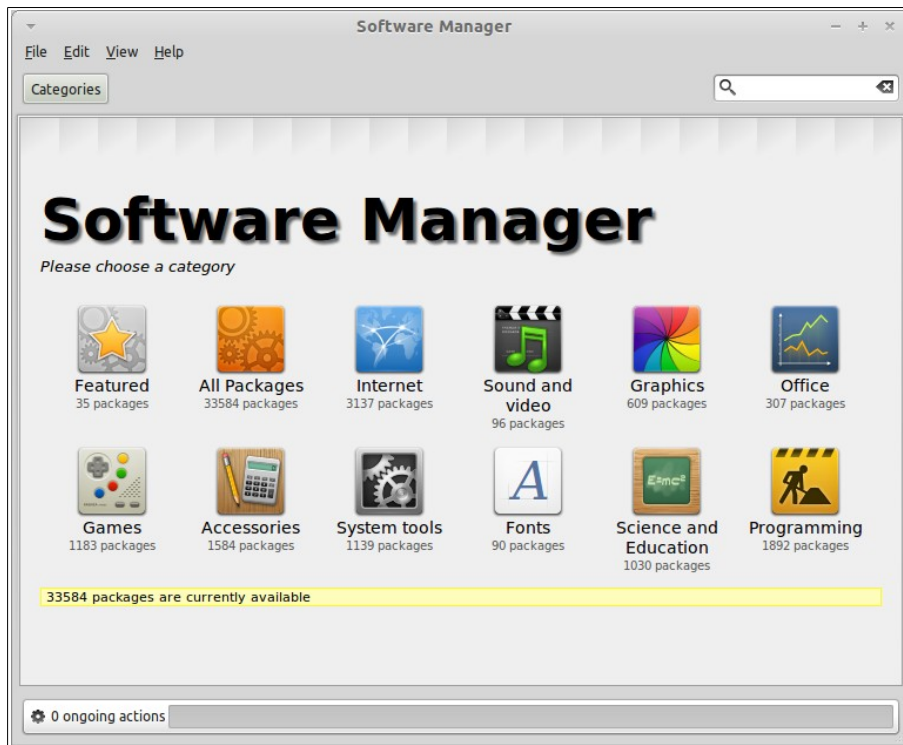 Software Manager
File Edit View Help
Categories
Software Manager
Please choose a category
Featured
35 packages
All Packages
33584 packages
Internet
3137 packages
Sound and
video
96 packages
Graphics
609 packages
Office
307 packages
Games
1183 packages
Accessories
1584 packages
System tools
1139 packages
Fonts
90 packages
E=mc²
Science and
Education
1030 packages
Programming
1892 packages
33584 packages are currently available
0 ongoing actions